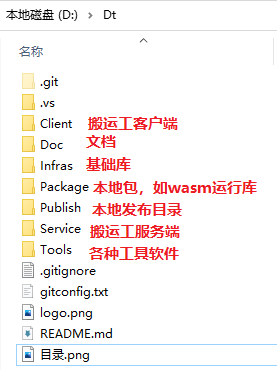 本地磁盘 (D:) > Dt
名称
.git
.vs
Client 搬运工客户端
Doc 文档
Infras 基础库
Package 本地包，如wasm运行库
Publish 本地发布目录
Service 搬运工服务端
Tools 各种工具软件
.gitignore
gitconfig.txt
logo.png
README.md
目录.png